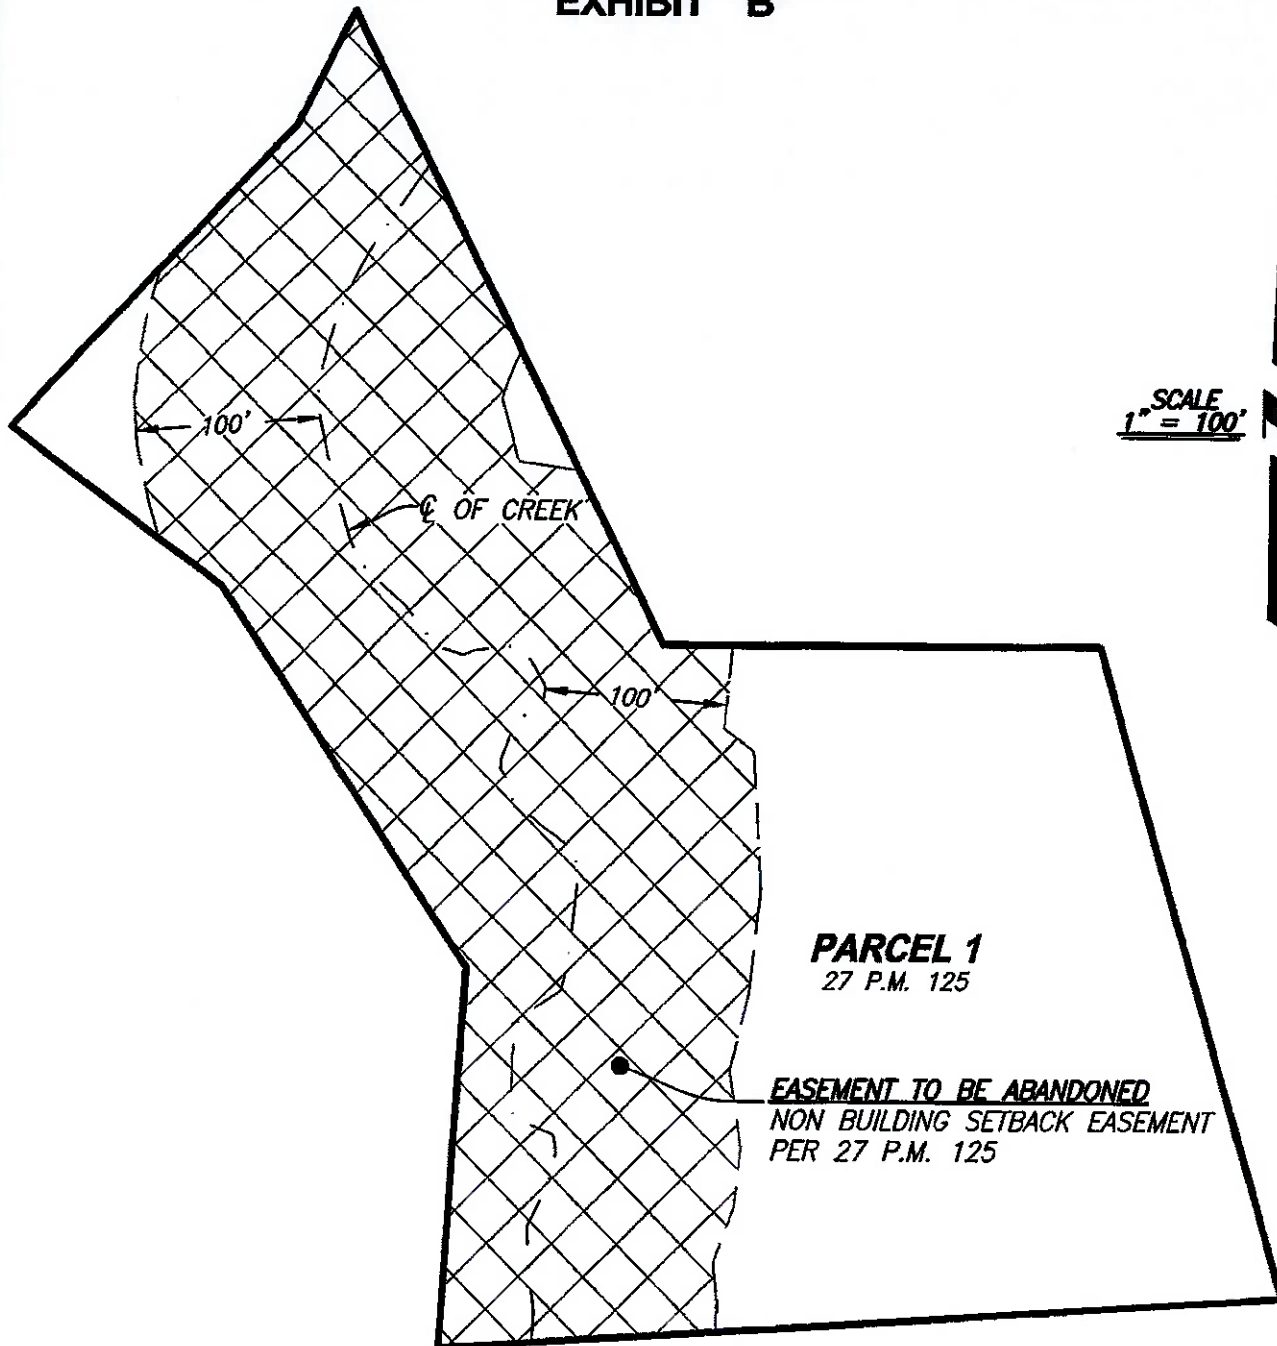 EXHIBIT "B"
SCALE
1" = 100'
100'
℄ OF CREEK
100'
PARCEL 1
27 P.M. 125
EASEMENT TO BE ABANDONED
NON BUILDING SETBACK EASEMENT
PER 27 P.M. 125